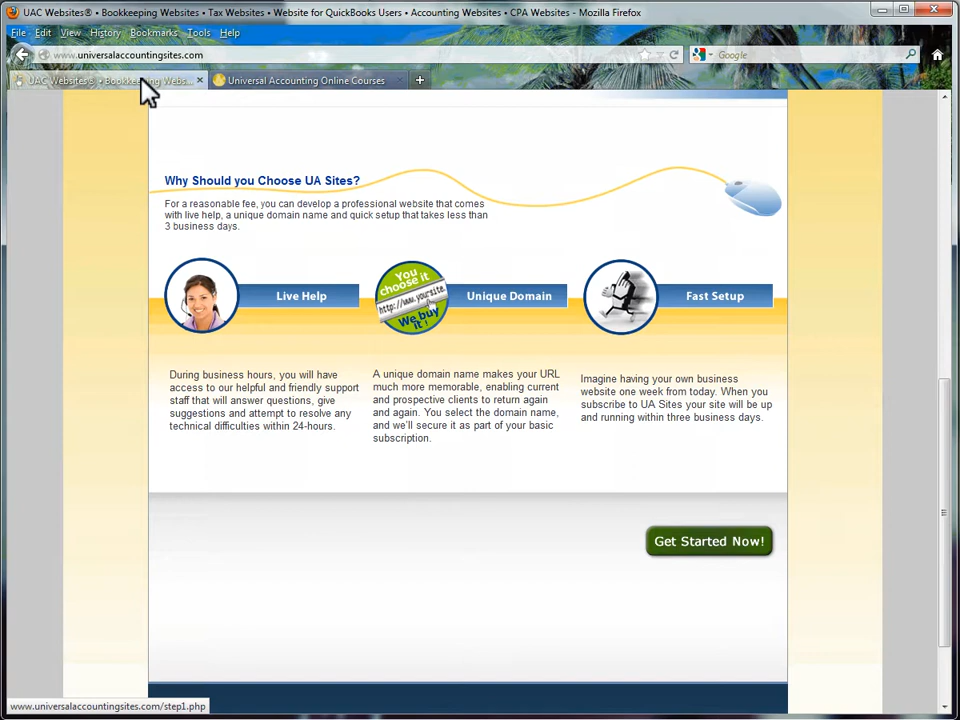 UAC Websites® • Bookkeeping Websites • Tax Websites • Website for QuickBooks Users • Accounting Websites • CPA Websites - Mozilla Firefox
File Edit View History Bookmarks Tools Help
www.universalaccountingsites.com
Google
UAC Websites® • Bookkeeping Webs...
Universal Accounting Online Courses
Why Should you Choose UA Sites?
For a reasonable fee, you can develop a professional website that comes
with live help, a unique domain name and quick setup that takes less than
3 business days.
Live Help
You
choose it
http://www.yoursite.
We buy
it!
Unique Domain
Fast Setup
During business hours, you will have
access to our helpful and friendly support
staff that will answer questions, give
suggestions and attempt to resolve any
technical difficulties within 24-hours.
A unique domain name makes your URL
much more memorable, enabling current
and prospective clients to return again
and again. You select the domain name,
and we'll secure it as part of your basic
subscription.
Imagine having your own business
website one week from today. When you
subscribe to UA Sites your site will be up
and running within three business days.
Get Started Now!
www.universalaccountingsites.com/step1.php